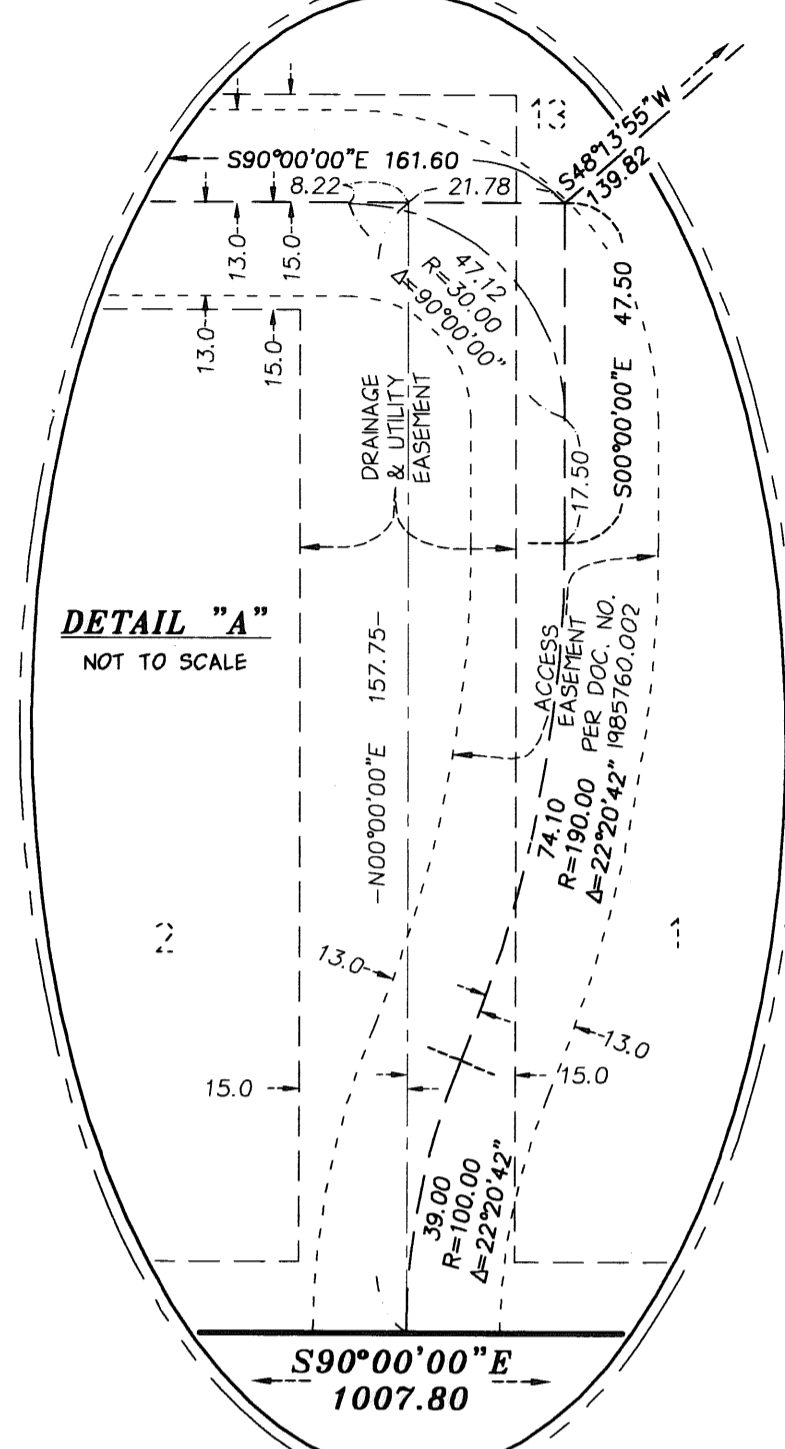 13
S48°13'55"W
139.82
S90°00'00"E 161.60
8.22
21.78
13.0
15.0
47.12
R=30.00
Δ=90°00'00"
S00°00'00"E 47.50
13.0
15.0
DRAINAGE
& UTILITY
EASEMENT
17.50
DETAIL "A"
NOT TO SCALE
N00°00'00"E 157.75
ACCESS
EASEMENT
PER DOC. NO.
1985760.002
74.10
R=190.00
Δ=22°20'42"
2
1
13.0
13.0
15.0
15.0
39.00
R=100.00
Δ=22°20'42"
S90°00'00"E
1007.80